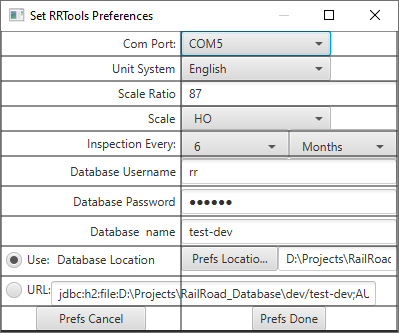 Set RRTools Preferences
Com Port: COM5
Unit System English
Scale Ratio 87
Scale HO
Inspection Every: 6 Months
Database Username rr
Database Password ●●●●●●
Database name test-dev
Use: Database Location Prefs Locatio... D:\Projects\RailRoad
URL: jdbc:h2:file:D:\Projects\RailRoad_Database\dev/test-dev;AU
Prefs Cancel Prefs Done